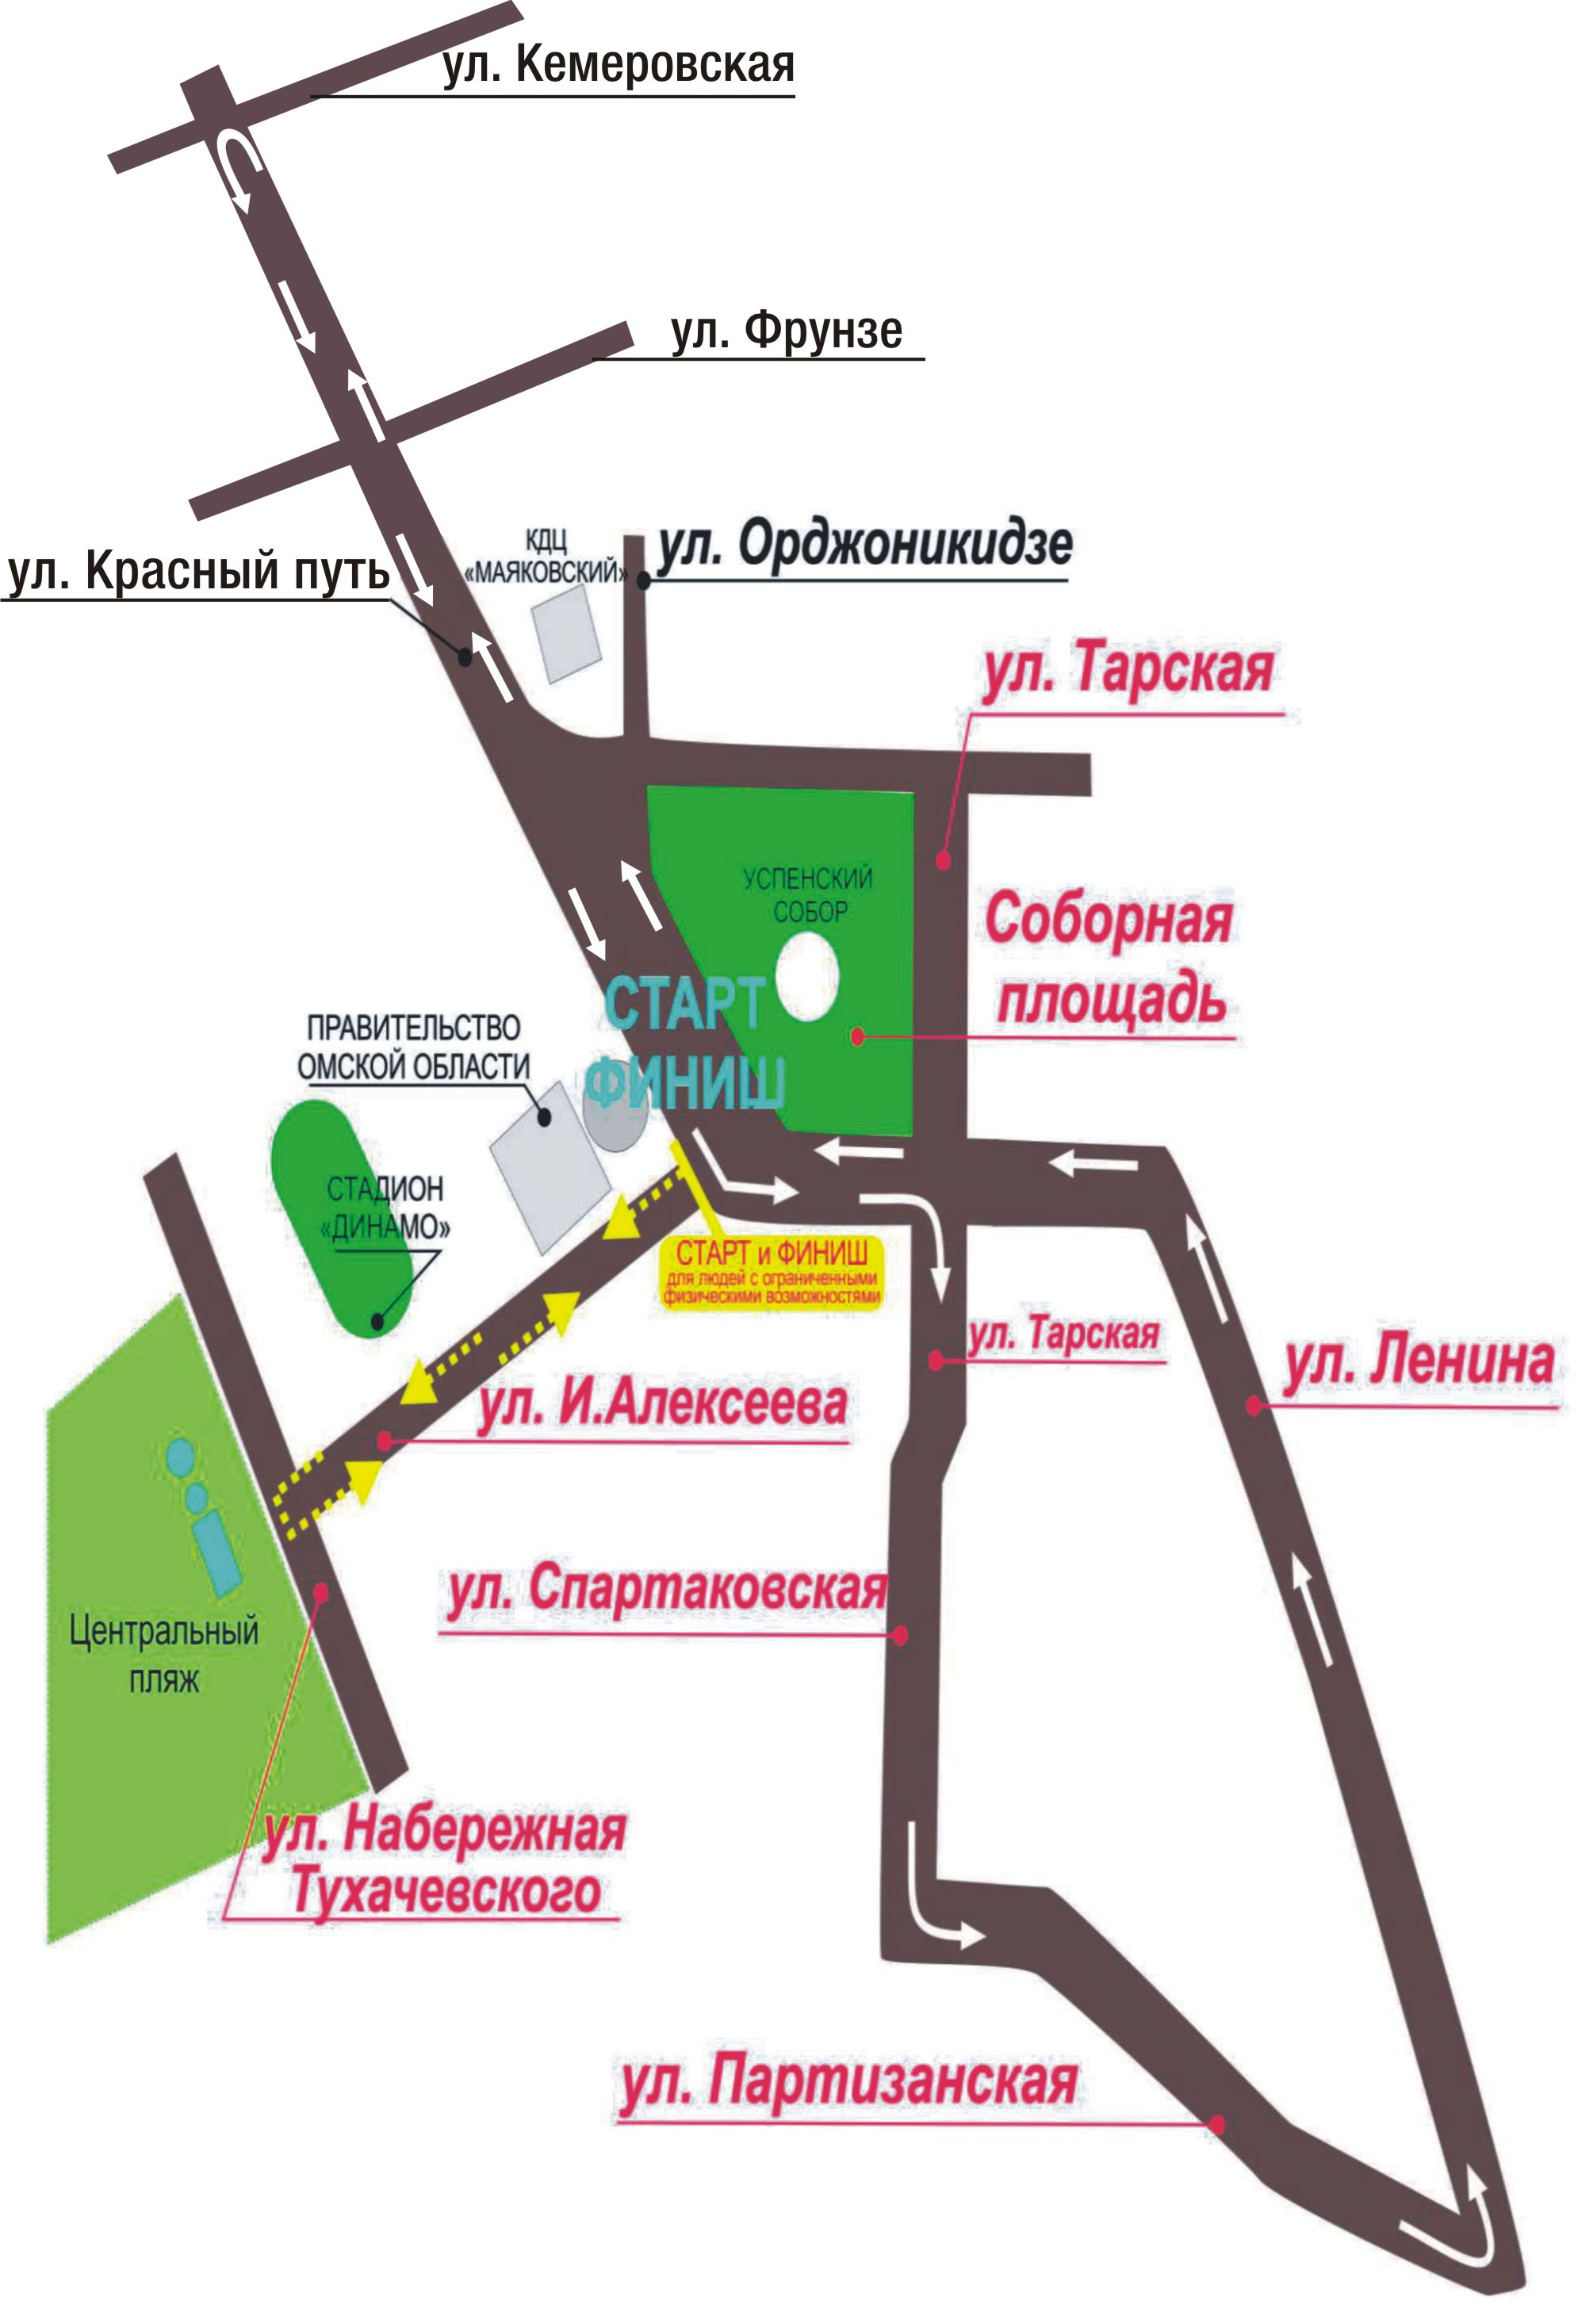 ул. Кемеровская
ул. Фрунзе
КДЦ
«МАЯКОВСКИЙ»
ул. Орджоникидзе
ул. Красный путь
ул. Тарская
УСПЕНСКИЙ
СОБОР
Соборная
площадь
СТАРТ
ФИНИШ
ПРАВИТЕЛЬСТВО
ОМСКОЙ ОБЛАСТИ
СТАДИОН
«ДИНАМО»
СТАРТ и ФИНИШ
для людей с ограниченными
физическими возможностями
ул. Тарская
ул. Ленина
ул. И.Алексеева
ул. Спартаковская
Центральный
пляж
ул. Набережная
Тухачевского
ул. Партизанская